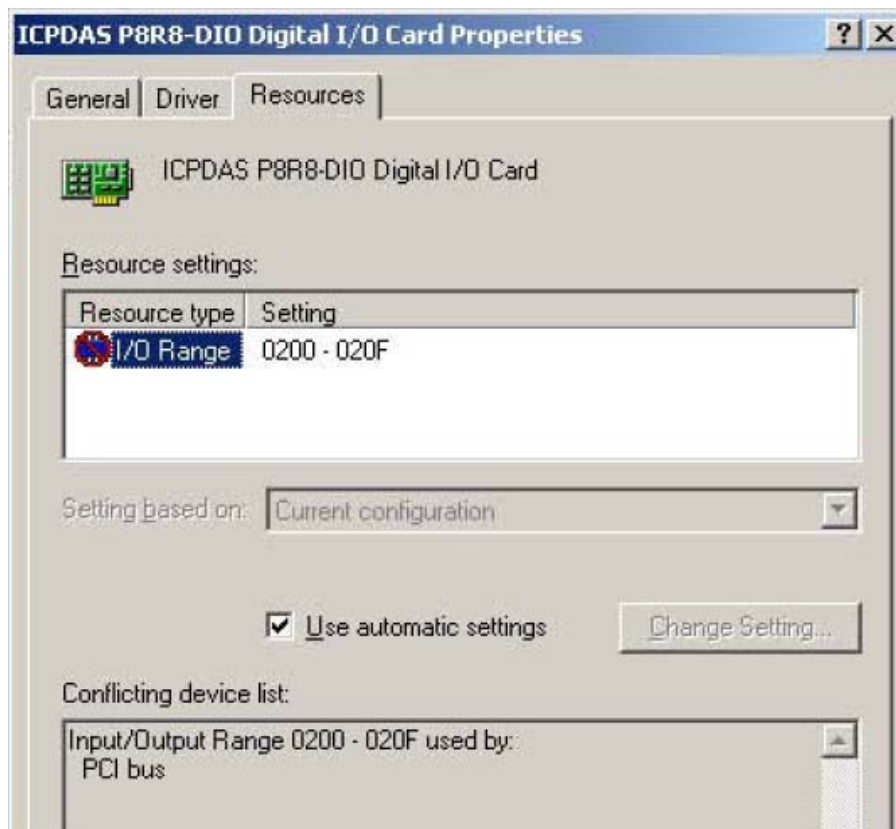 ICPDAS P8R8-DIO Digital I/O Card Properties
General Driver Resources
ICPDAS P8R8-DIO Digital I/O Card
Resource settings:
Resource type Setting
I/O Range 0200 - 020F
Setting based on: Current configuration
Use automatic settings Change Setting...
Conflicting device list:
Input/Output Range 0200 - 020F used by:
PCI bus